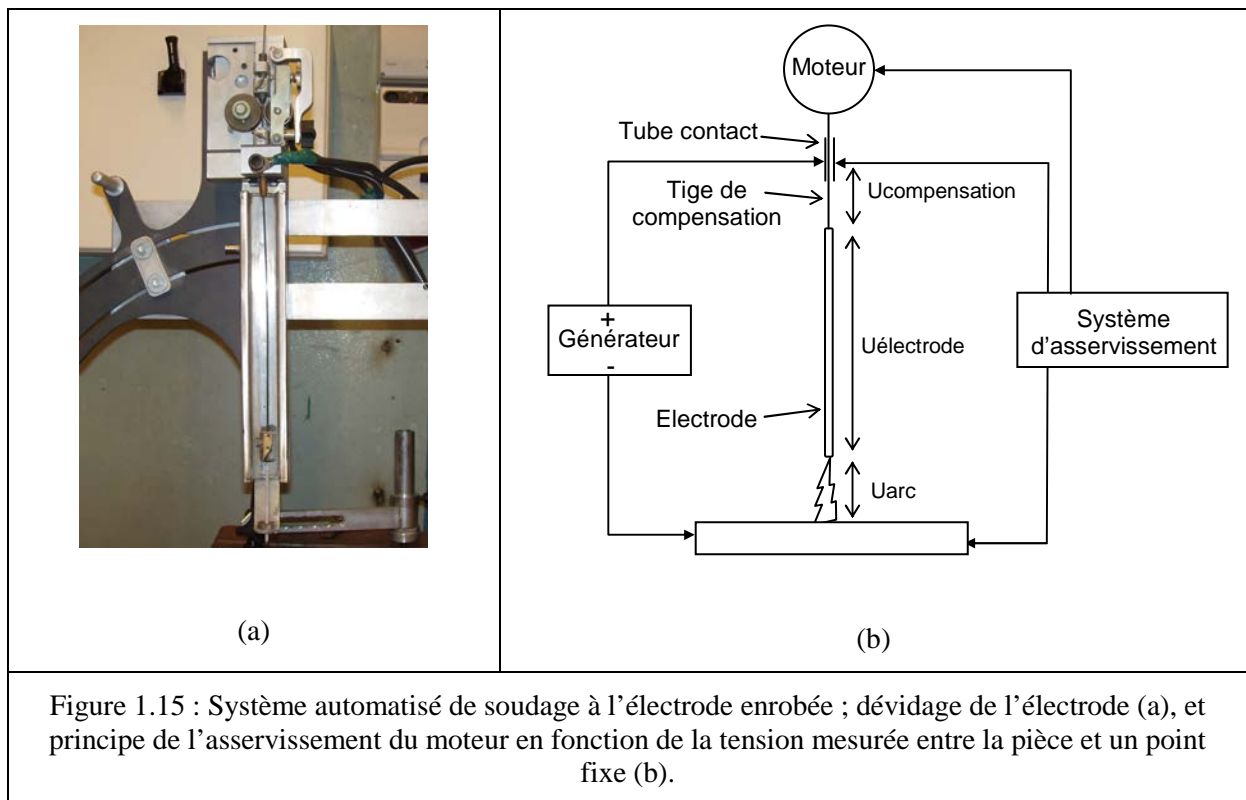 Moteur
Tube contact
Tige de
compensation
Ucompensation
+
Générateur
-
Uélectrode
Système
d'asservissement
Electrode
Uarc
(a)
(b)
Figure 1.15 : Système automatisé de soudage à l'électrode enrobée ; dévidage de l'électrode (a), et
principe de l'asservissement du moteur en fonction de la tension mesurée entre la pièce et un point
fixe (b).